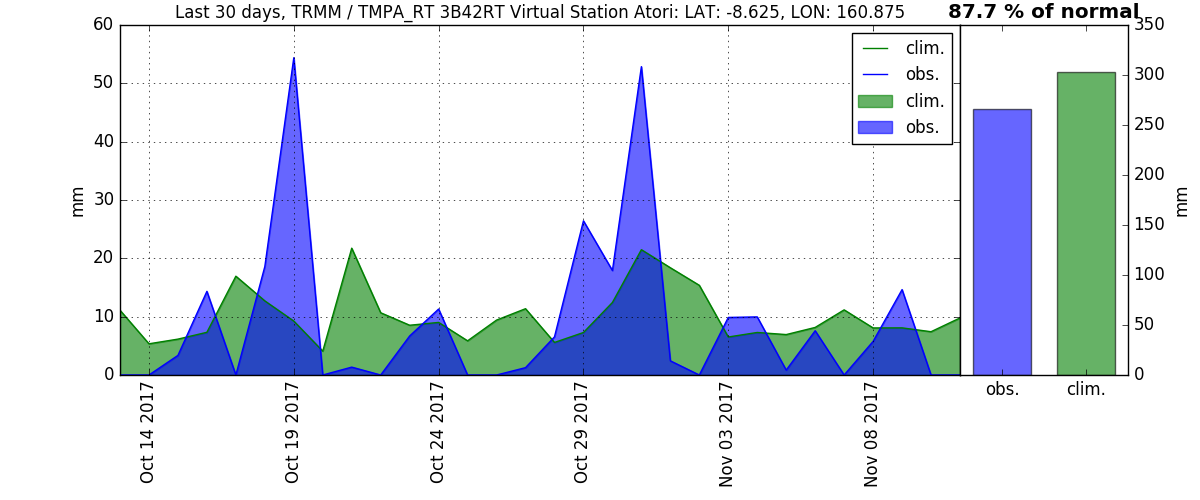 Last 30 days, TRMM / TMPA_RT 3B42RT Virtual Station Atori: LAT: -8.625, LON: 160.875
87.7 % of normal
60
50
40
30
20
10
0
mm
clim.
obs.
clim.
obs.
350
300
250
200
150
100
50
0
mm
Oct 14 2017
Oct 19 2017
Oct 24 2017
Oct 29 2017
Nov 03 2017
Nov 08 2017
obs.
clim.